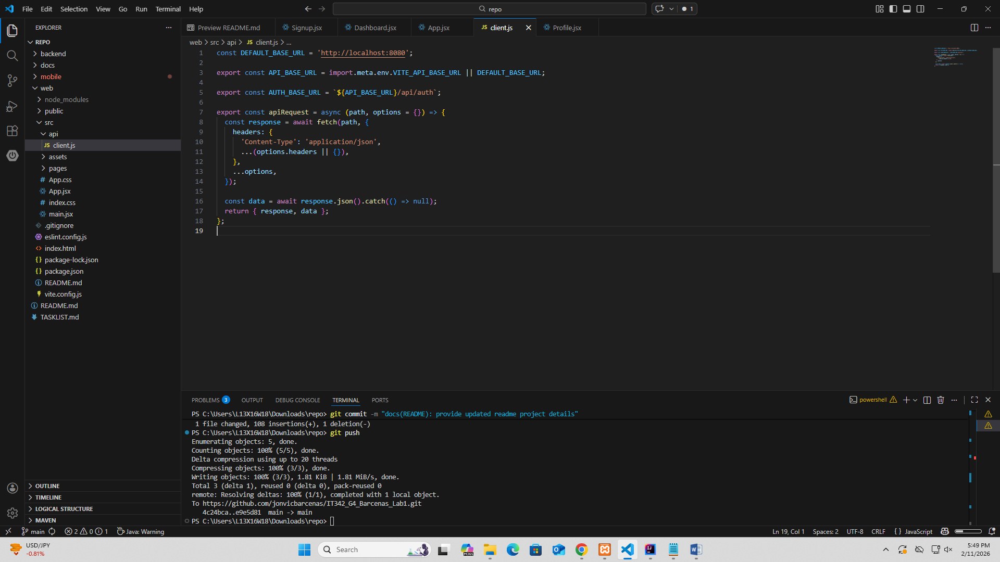 File Edit Selection View Go Run Terminal Help
repo
1
EXPLORER
REPO
backend
docs
mobile
web
node_modules
public
src
api
JS client.js
assets
pages
# App.css
App.jsx
# index.css
main.jsx
.gitignore
eslint.config.js
<> index.html
{} package-lock.json
{} package.json
README.md
vite.config.js
README.md
TASKLIST.md
OUTLINE
TIMELINE
LOGICAL STRUCTURE
MAVEN
Preview README.md Signup.jsx Dashboard.jsx App.jsx JS client.js Profile.jsx
web > src > api > JS client.js > ...
1 const DEFAULT_BASE_URL = 'http://localhost:8080';
2
3 export const API_BASE_URL = import.meta.env.VITE_API_BASE_URL || DEFAULT_BASE_URL;
4
5 export const AUTH_BASE_URL = `${API_BASE_URL}/api/auth`;
6
7 export const apiRequest = async (path, options = {}) => {
8 const response = await fetch(path, {
9 headers: {
10 'Content-Type': 'application/json',
11 ...(options.headers || {}),
12 },
13 ...options,
14 });
15
16 const data = await response.json().catch(() => null);
17 return { response, data };
18 };
19
PROBLEMS 3 OUTPUT DEBUG CONSOLE TERMINAL PORTS
powershell
PS C:\Users\L13X16W18\Downloads\repo> git commit -m "docs(README): provide updated readme project details"
1 file changed, 108 insertions(+), 1 deletion(-)
PS C:\Users\L13X16W18\Downloads\repo> git push
Enumerating objects: 5, done.
Counting objects: 100% (5/5), done.
Delta compression using up to 20 threads
Compressing objects: 100% (3/3), done.
Writing objects: 100% (3/3), 1.81 KiB | 1.81 MiB/s, done.
Total 3 (delta 1), reused 0 (delta 0), pack-reused 0
remote: Resolving deltas: 100% (1/1), completed with 1 local object.
To https://github.com/jonvicbarcenas/IT342_G4_Barcenas_Lab1.git
4c24bca..e9e5d81 main -> main
PS C:\Users\L13X16W18\Downloads\repo>
main 2 0 1 Java: Warning
Ln 19, Col 1 Spaces: 2 UTF-8 CRLF {} JavaScript
USD/JPY
-0.81%
Search
M365
5:49 PM
2/11/2026